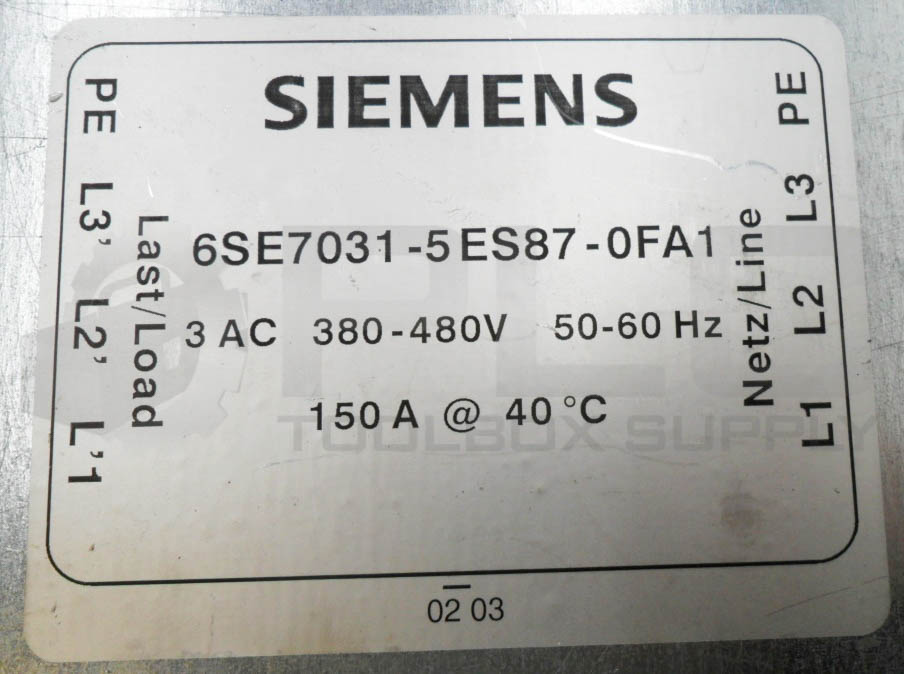 SIEMENS
6SE7031-5ES87-0FA1
3 AC 380-480V 50-60 Hz
150 A @ 40 °C
PE
L3'
L2'
L'1
Last/Load
Netz/Line
PE
L3
L2
L1
02 03
PLC
TOOLBOX SUPPLY